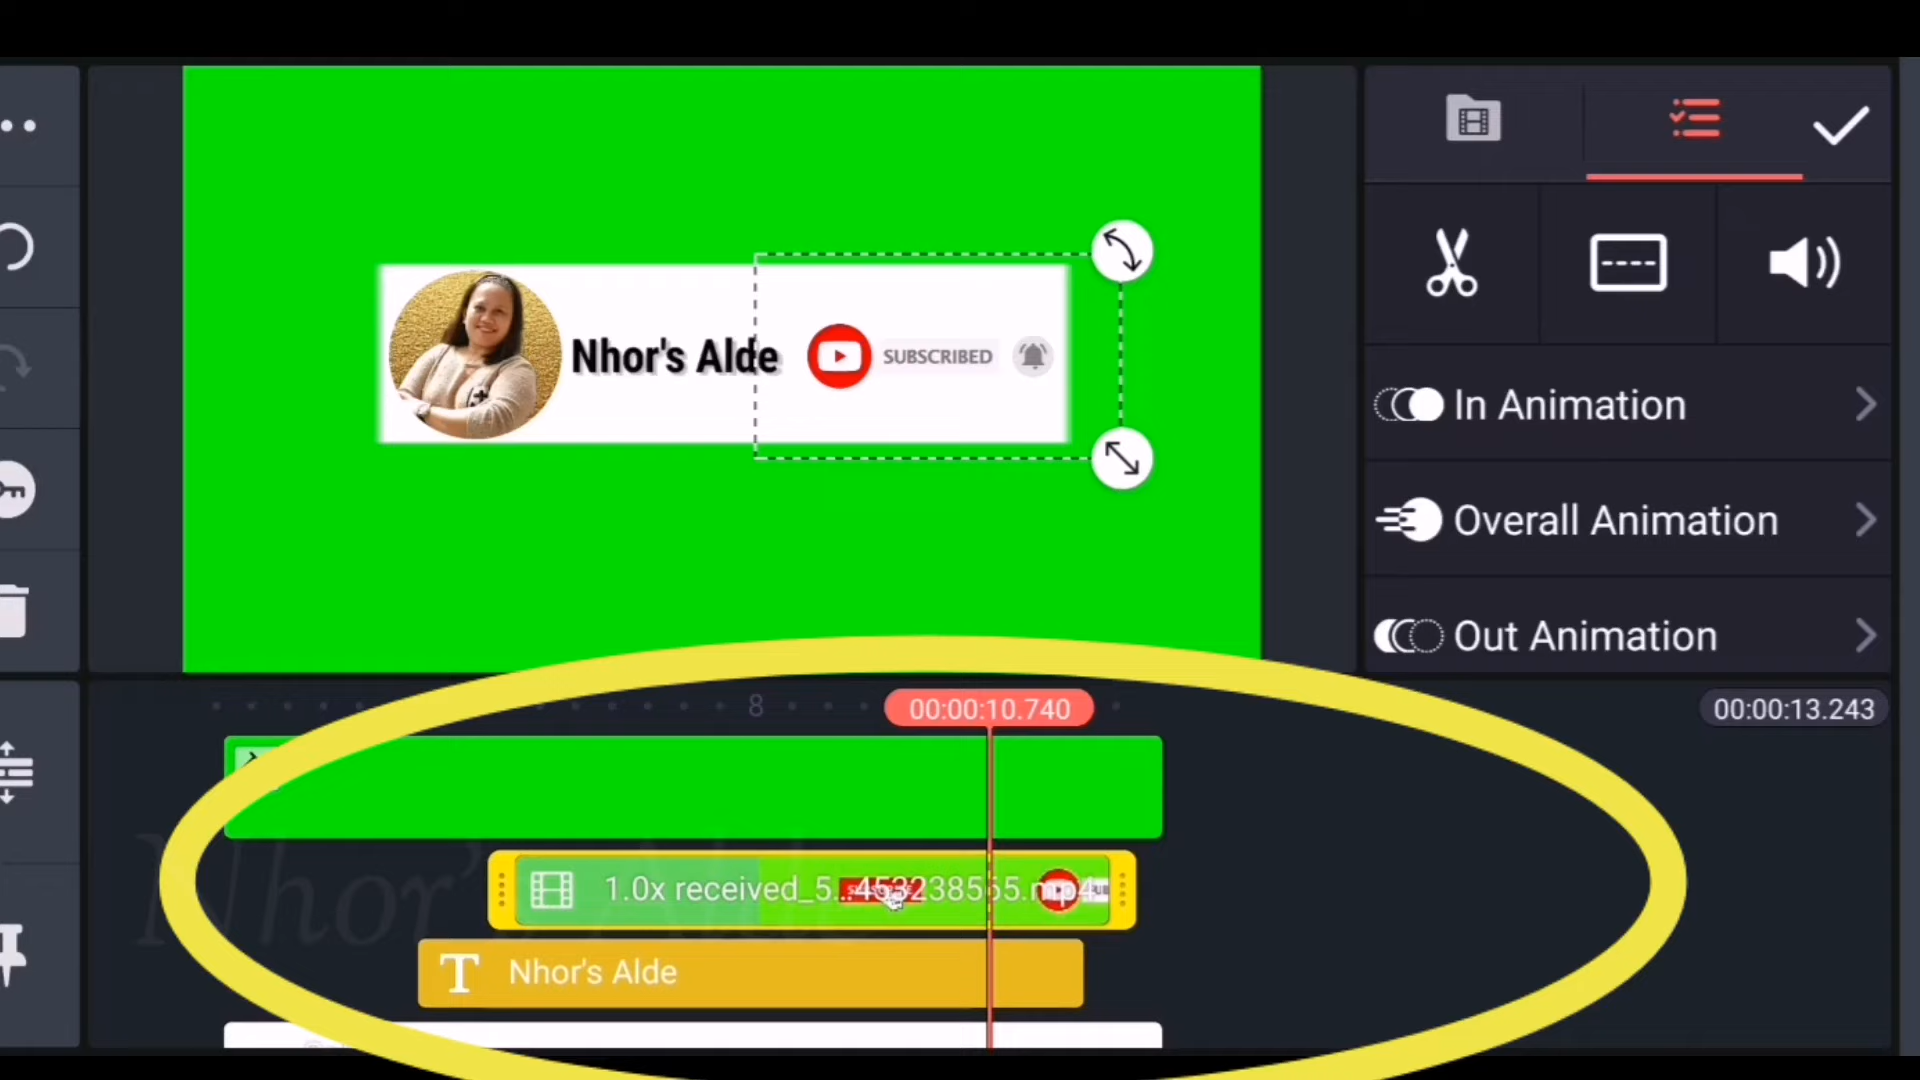 Nhor's Alde
SUBSCRIBED
In Animation
Overall Animation
Out Animation
8
00:00:10.740
00:00:13.243
1.0x received_5...453238565.mp4
Nhor's Alde